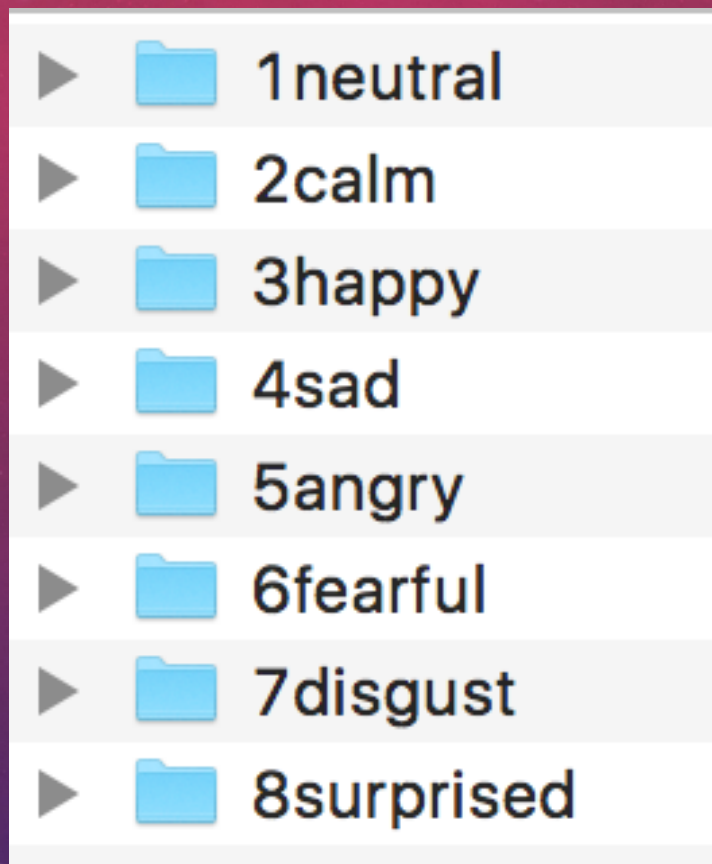 1neutral
2calm
3happy
4sad
5angry
6fearful
7disgust
8surprised